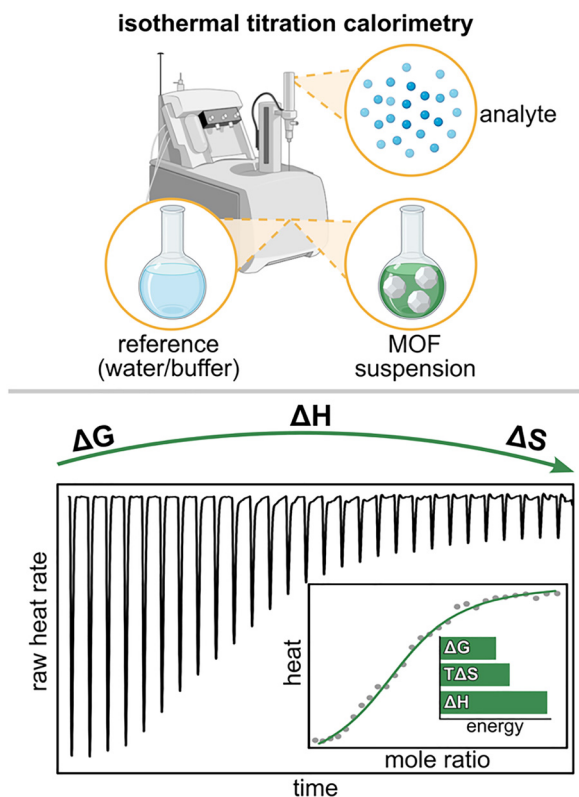 isothermal titration calorimetry
analyte
reference
(water/buffer)
MOF
suspension
ΔG
ΔH
ΔS
raw heat rate
heat
ΔG
TΔS
ΔH
energy
mole ratio
time